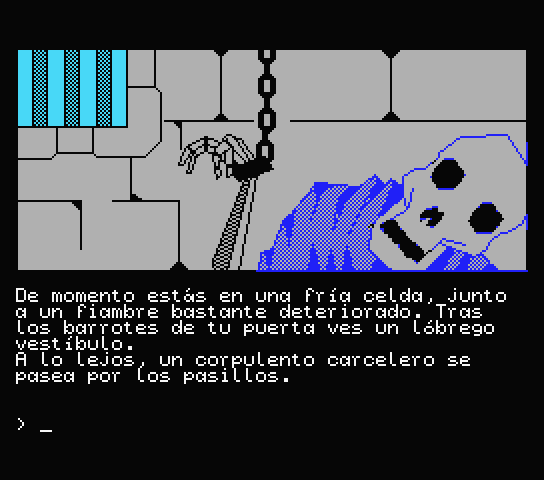 De momento estás en una fría celda, junto
a un fiambre bastante deteriorado. Tras
los barrotes de tu puerta ves un lóbrego
vestíbulo.
A lo lejos, un corpulento carcelero se
pasea por los pasillos.
> _